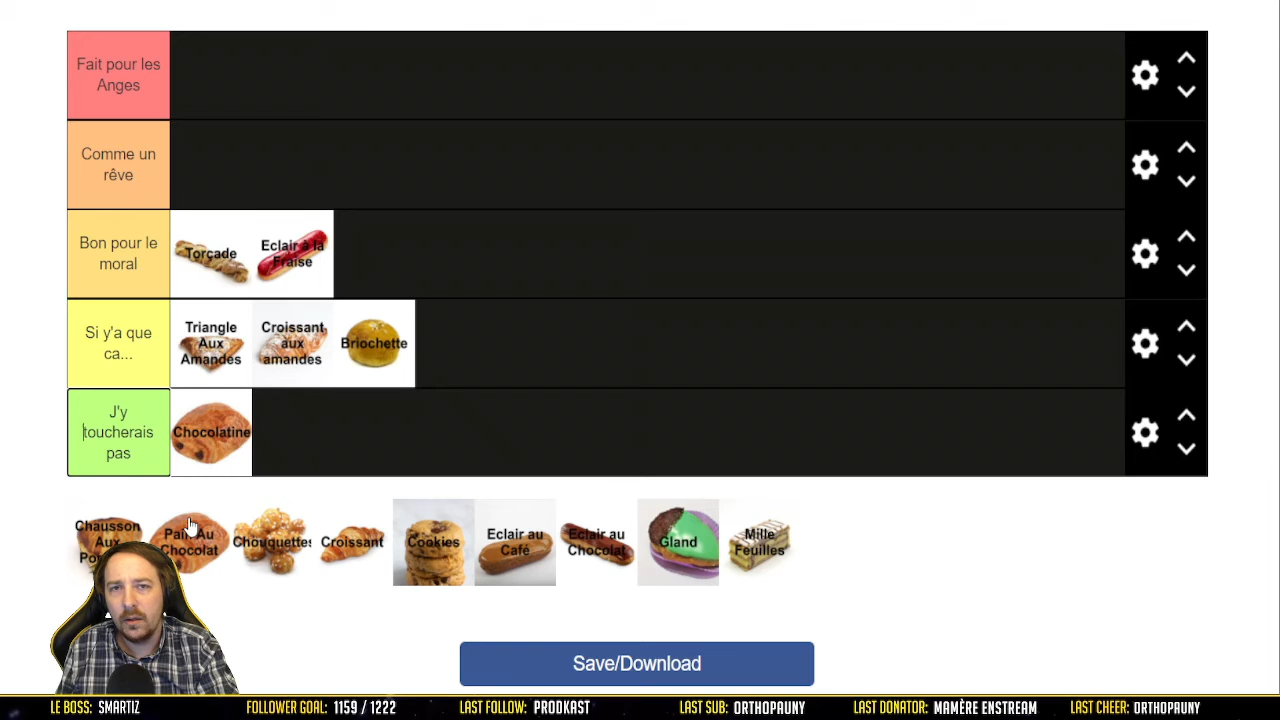 Fait pour les
Anges
Comme un
rêve
Bon pour le
moral
Torçade
Eclair à la
Fraise
Si y'a que
ca...
Triangle
Aux
Amandes
Croissant
aux
amandes
Briochette
J'y
toucherais
pas
Chocolatine
Chausson
Aux
Pain Au
Chocolat
Chouquettes
Croissant
Cookies
Eclair au
Café
Eclair au
Chocolat
Gland
Mille
Feuilles
Save/Download
LE BOSS: SMARTIZ FOLLOWER GOAL: 1159 / 1222 LAST FOLLOW: PRODKAST LAST SUB: ORTHOPAUNY LAST DONATOR: MAMÈRE ENSTREAM LAST CHEER: ORTHOPAUNY